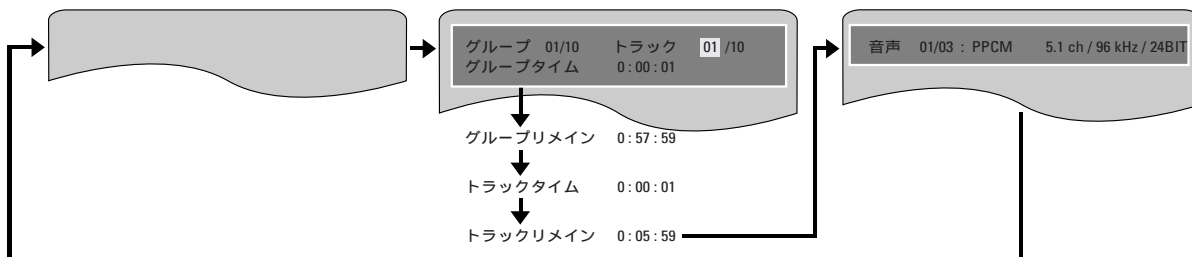 グループ 01/10 トラック 01 /10
グループタイム 0:00:01
グループリメイン 0:57:59
トラックタイム 0:00:01
トラックリメイン 0:05:59
音声 01/03 : PPCM 5.1 ch / 96 kHz / 24BIT